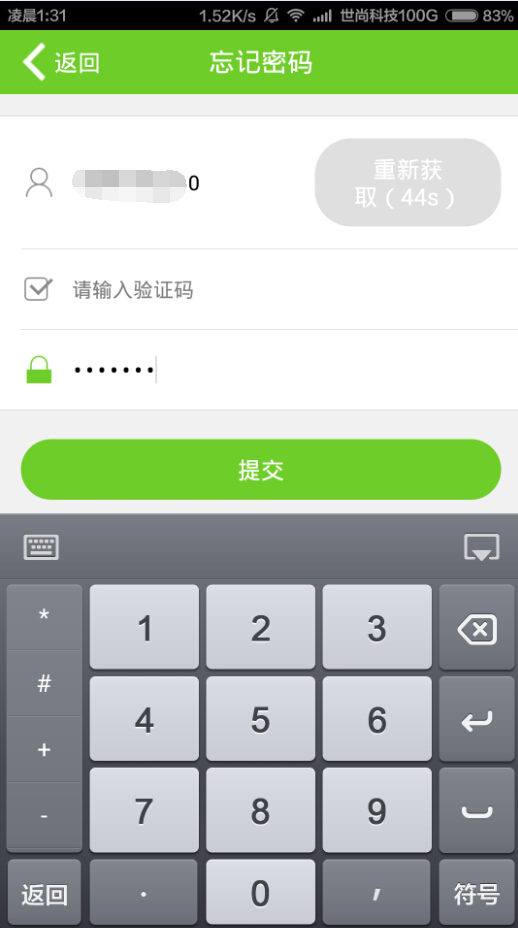 凌晨1:31 1.52K/s 世尚科技100G 83%
返回 忘记密码
0 重新获
取（44s）
请输入验证码
•••••••
提交
* 1 2 3
# 4 5 6
+
- 7 8 9
返回 . 0 , 符号